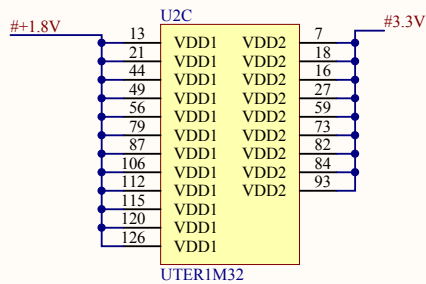 U2C
#+1.8V
#3.3V
13 VDD1 VDD2 7
21 VDD1 VDD2 18
44 VDD1 VDD2 16
49 VDD1 VDD2 27
56 VDD1 VDD2 59
79 VDD1 VDD2 73
87 VDD1 VDD2 82
106 VDD1 VDD2 84
112 VDD1 VDD2 93
115 VDD1
120 VDD1
126 VDD1
UTER1M32